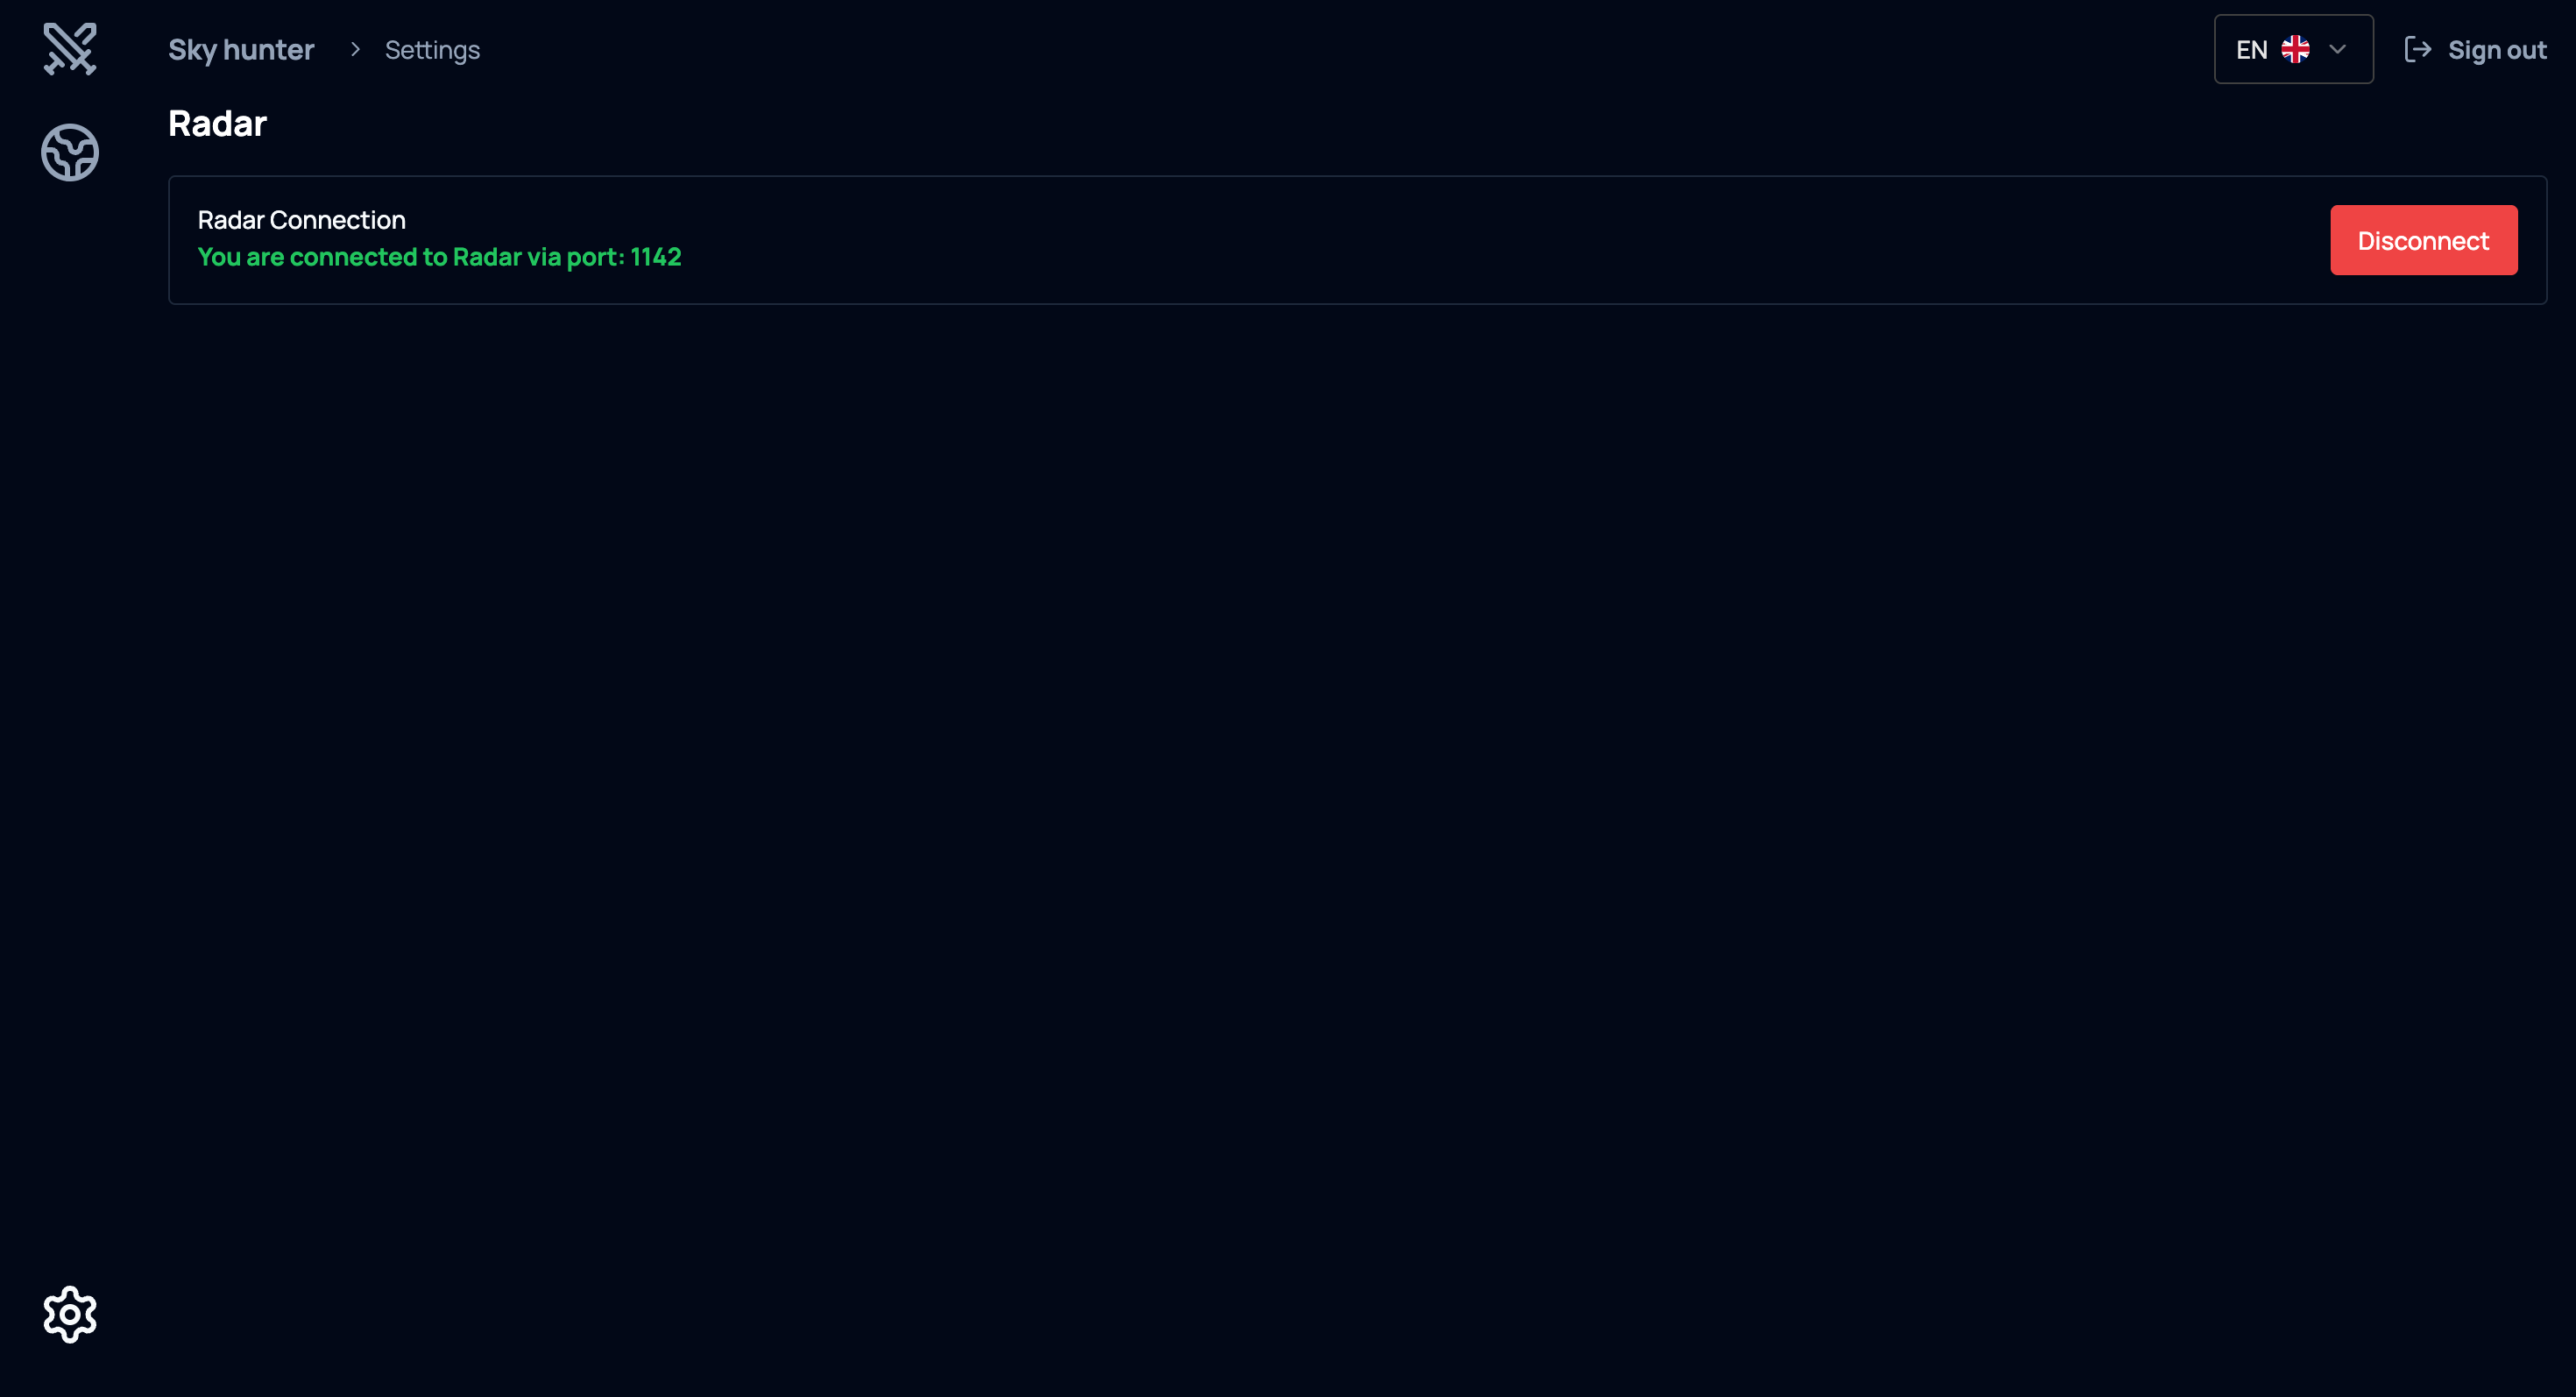 Sky hunter
Settings
EN
Sign out
Radar
Radar Connection
You are connected to Radar via port: 1142
Disconnect